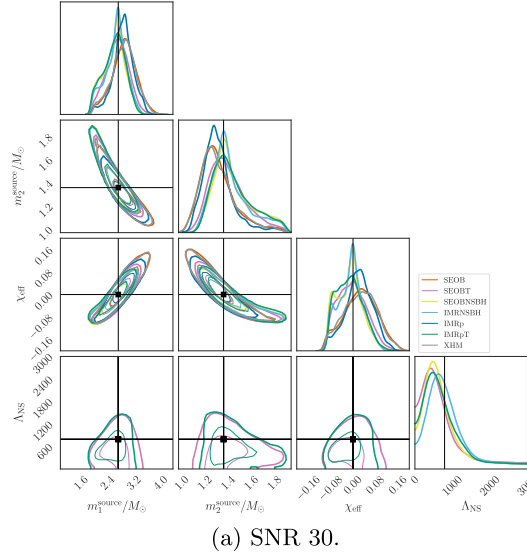 m₂^source/M⊙
1.8
1.6
1.4
1.2
1.0
χeff
0.16
0.08
0.00
−0.08
−0.16
SEOB
SEOBT
SEOBNSBH
IMRNSBH
IMRp
IMRpT
XHM
Λ_NS
3000
2400
1800
1200
600
1.6
2.4
3.2
4.0
m₁^source/M⊙
1.0
1.2
1.4
1.6
1.8
m₂^source/M⊙
−0.16
−0.08
0.00
0.08
0.16
χeff
0
1000
2000
Λ_NS
(a) SNR 30.